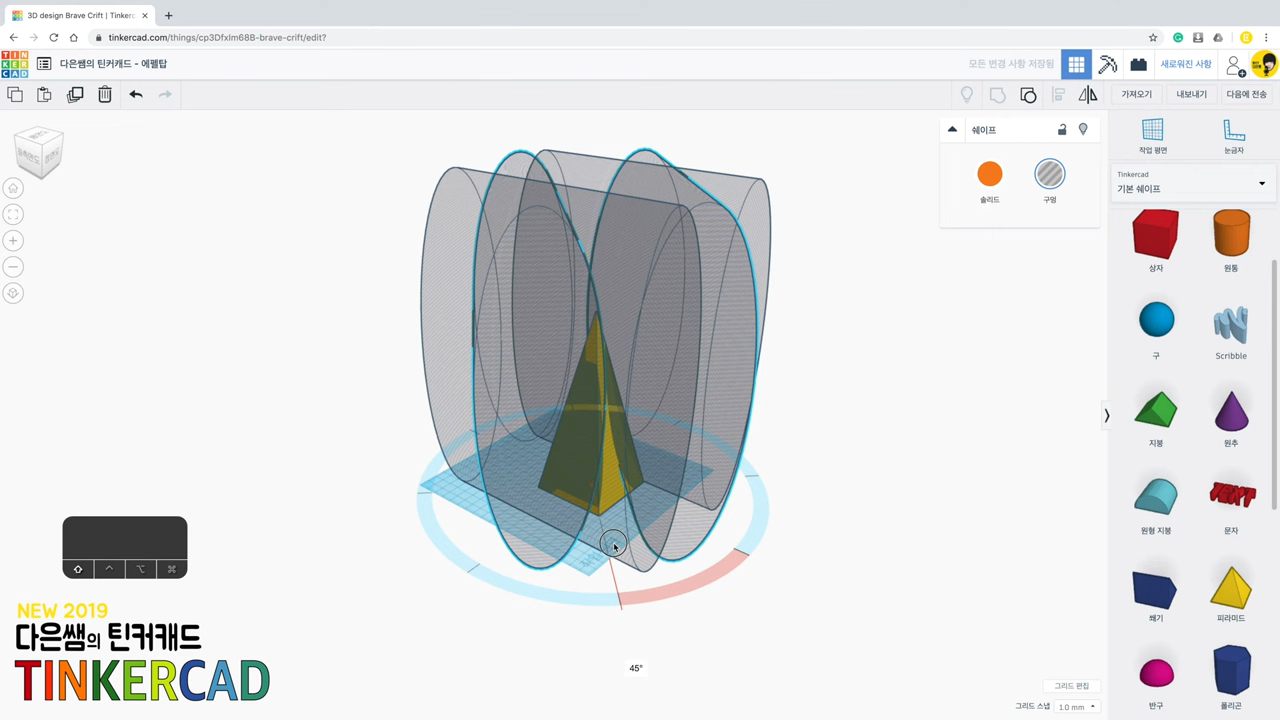 3D design Brave Crift | Tinkerc
tinkercad.com/things/cp3DfxIm68B-brave-crift/edit?
TIN
KER
CAD
다은쌤의 틴커캐드 - 에펠탑
모든 변경 사항 저장됨
새로워진 사항
가져오기
내보내기
다음에 전송
쉐이프
솔리드
구멍
작업 평면
눈금자
Tinkercad
기본 쉐이프
상자
원통
구
Scribble
지붕
원추
원형 지붕
문자
쐐기
피라미드
반구
폴리곤
TEXT
45°
그리드 편집
그리드 스냅
1.0 mm
NEW 2019
다은쌤의 틴커캐드
TINKERCAD